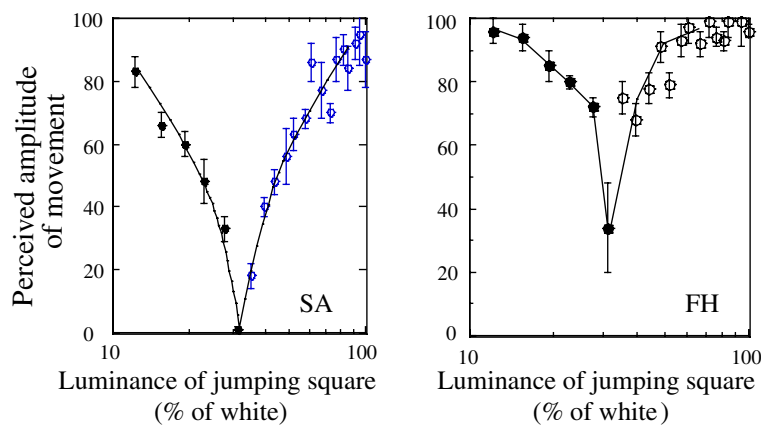 Perceived amplitude
of movement
100
80
60
40
20
0
10
100
SA
Luminance of jumping square
(% of white)
100
80
60
40
20
0
10
100
FH
Luminance of jumping square
(% of white)